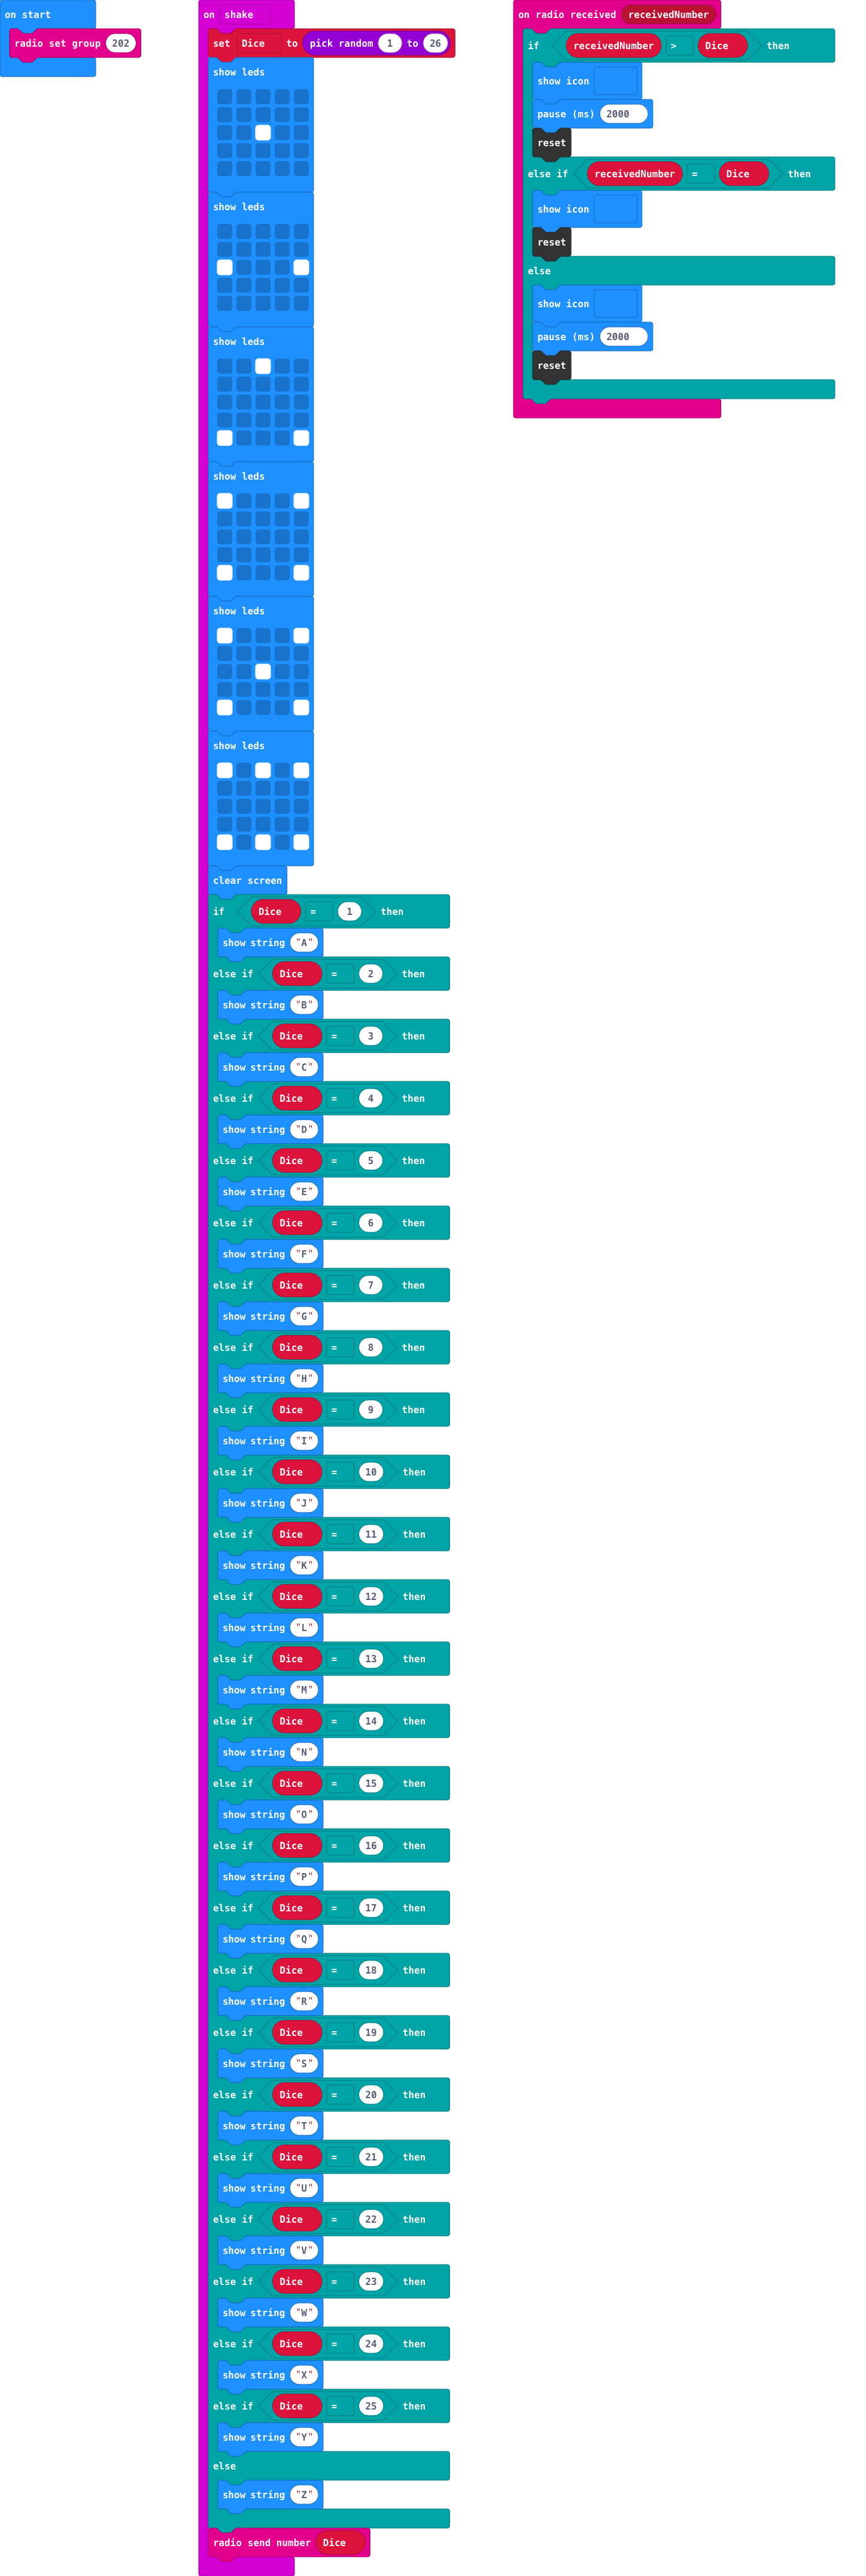 on start
radio set group 202
on shake
set Dice to pick random 1 to 26
show leds
show leds
show leds
show leds
show leds
show leds
clear screen
if Dice = 1 then
show string "A"
else if Dice = 2 then
show string "B"
else if Dice = 3 then
show string "C"
else if Dice = 4 then
show string "D"
else if Dice = 5 then
show string "E"
else if Dice = 6 then
show string "F"
else if Dice = 7 then
show string "G"
else if Dice = 8 then
show string "H"
else if Dice = 9 then
show string "I"
else if Dice = 10 then
show string "J"
else if Dice = 11 then
show string "K"
else if Dice = 12 then
show string "L"
else if Dice = 13 then
show string "M"
else if Dice = 14 then
show string "N"
else if Dice = 15 then
show string "O"
else if Dice = 16 then
show string "P"
else if Dice = 17 then
show string "Q"
else if Dice = 18 then
show string "R"
else if Dice = 19 then
show string "S"
else if Dice = 20 then
show string "T"
else if Dice = 21 then
show string "U"
else if Dice = 22 then
show string "V"
else if Dice = 23 then
show string "W"
else if Dice = 24 then
show string "X"
else if Dice = 25 then
show string "Y"
else
show string "Z"
radio send number Dice
on radio received receivedNumber
if receivedNumber > Dice then
show icon
pause (ms) 2000
reset
else if receivedNumber = Dice then
show icon
reset
else
show icon
pause (ms) 2000
reset